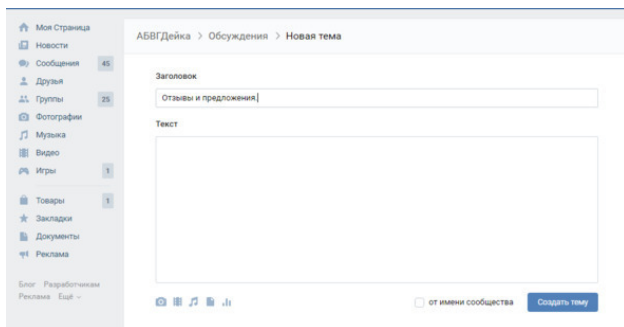 Моя Страница
Новости
Сообщения 45
Друзья
Группы 25
Фотографии
Музыка
Видео
Игры 1
Товары 1
Закладки
Документы
Реклама
Блог Разработчикам
Реклама Ещё
АБВГДейка > Обсуждения > Новая тема
Заголовок
Отзывы и предложения.
Текст
от имени сообщества Создать тему